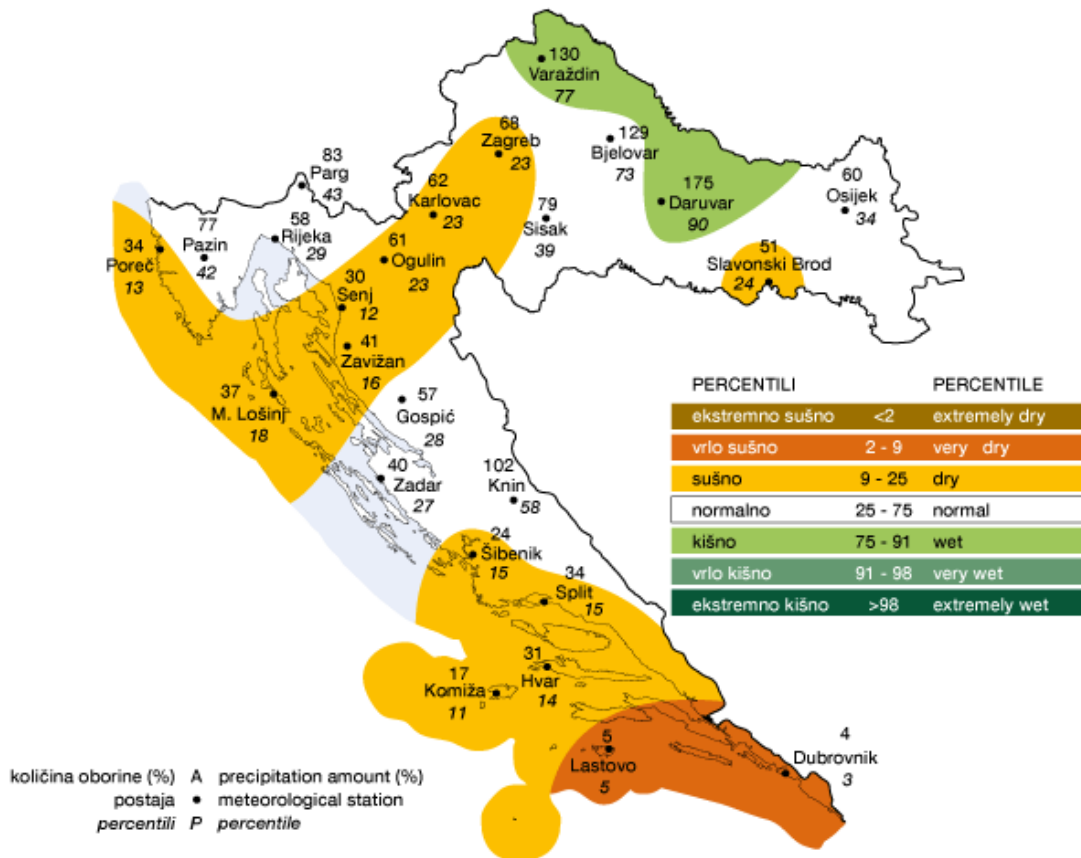 130
Varaždin
77
68
Zagreb
23
129
Bjelovar
73
83
Parg
43
62
Karlovac
23
175
Daruvar
90
60
Osijek
34
77
Pazin
42
58
Rijeka
29
79
Sisak
39
34
Poreč
13
61
Ogulin
23
51
Slavonski Brod
24
30
Senj
12
41
Zavižan
16
37
M. Lošinj
18
57
Gospić
28
40
Zadar
27
102
Knin
58
24
Šibenik
15
34
Split
15
31
Hvar
14
17
Komiža
11
5
Lastovo
5
4
Dubrovnik
3
PERCENTILI PERCENTILE
ekstremno sušno <2 extremely dry
vrlo sušno 2 - 9 very dry
sušno 9 - 25 dry
normalno 25 - 75 normal
kišno 75 - 91 wet
vrlo kišno 91 - 98 very wet
ekstremno kišno >98 extremely wet
količina oborine (%) A precipitation amount (%)
postaja • meteorological station
percentili P percentile